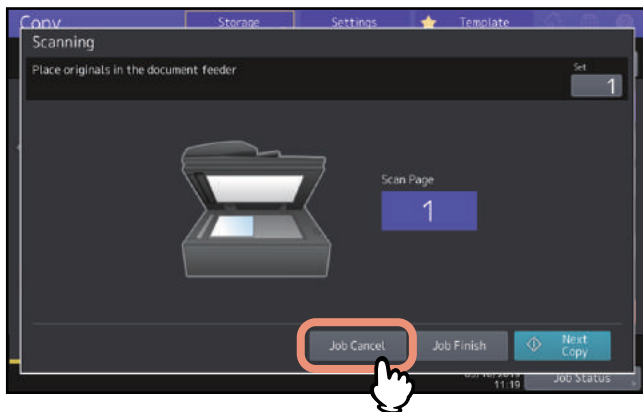 Copy
Storage
Settings
Template
Scanning
Place originals in the document feeder
Set
1
Scan Page
1
Job Cancel
Job Finish
Next
Copy
11:19
Job Status